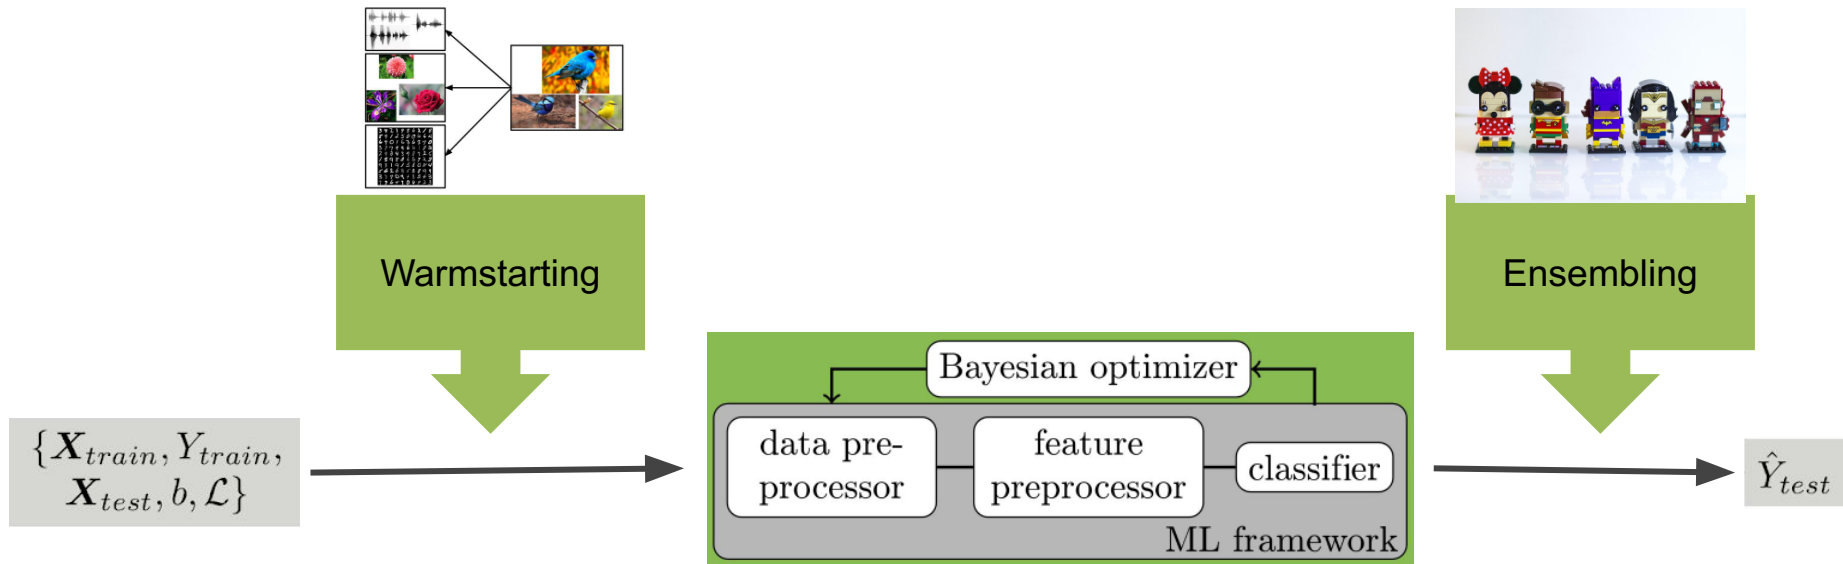 Warmstarting
Ensembling
Bayesian optimizer
data pre-
processor
feature
preprocessor
classifier
ML framework
{X_train, Y_train,
X_test, b, ℒ}
Ŷ_test